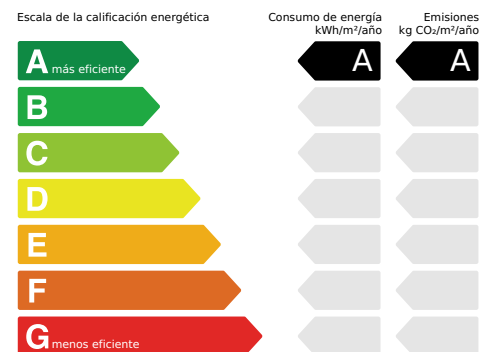 Escala de la calificación energética
Consumo de energía
kWh/m²/año
Emisiones
kg CO₂/m²/año
A más eficiente
A
A
B
C
D
E
F
G menos eficiente